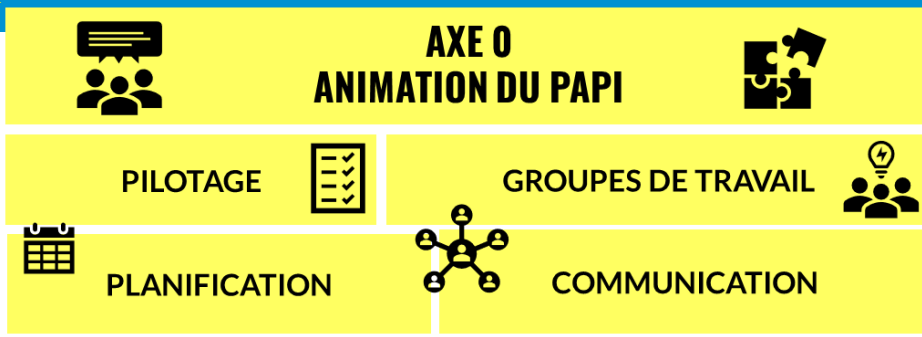 AXE 0
ANIMATION DU PAPI
PILOTAGE
GROUPES DE TRAVAIL
PLANIFICATION
COMMUNICATION